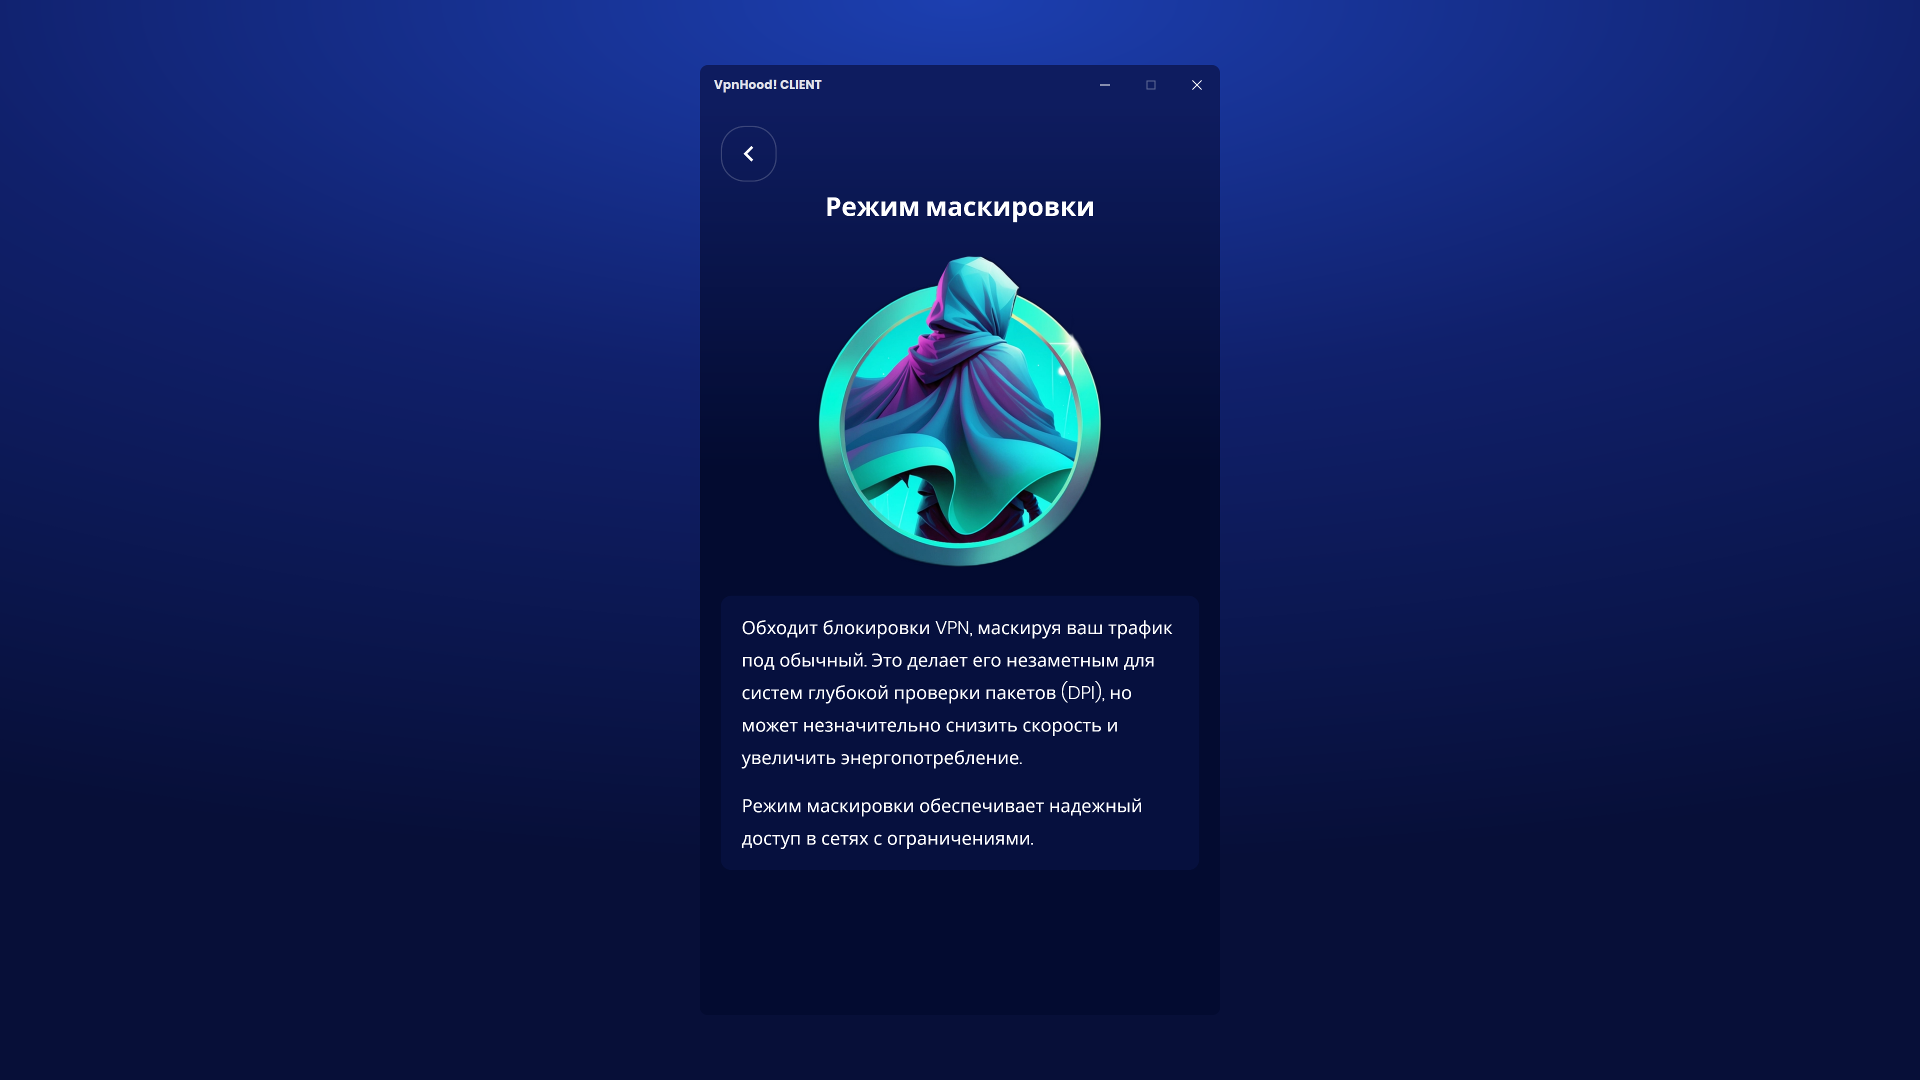 VpnHood! CLIENT
Режим маскировки
Обходит блокировки VPN, маскируя ваш трафик
под обычный. Это делает его незаметным для
систем глубокой проверки пакетов (DPI), но
может незначительно снизить скорость и
увеличить энергопотребление.
Режим маскировки обеспечивает надежный
доступ в сетях с ограничениями.